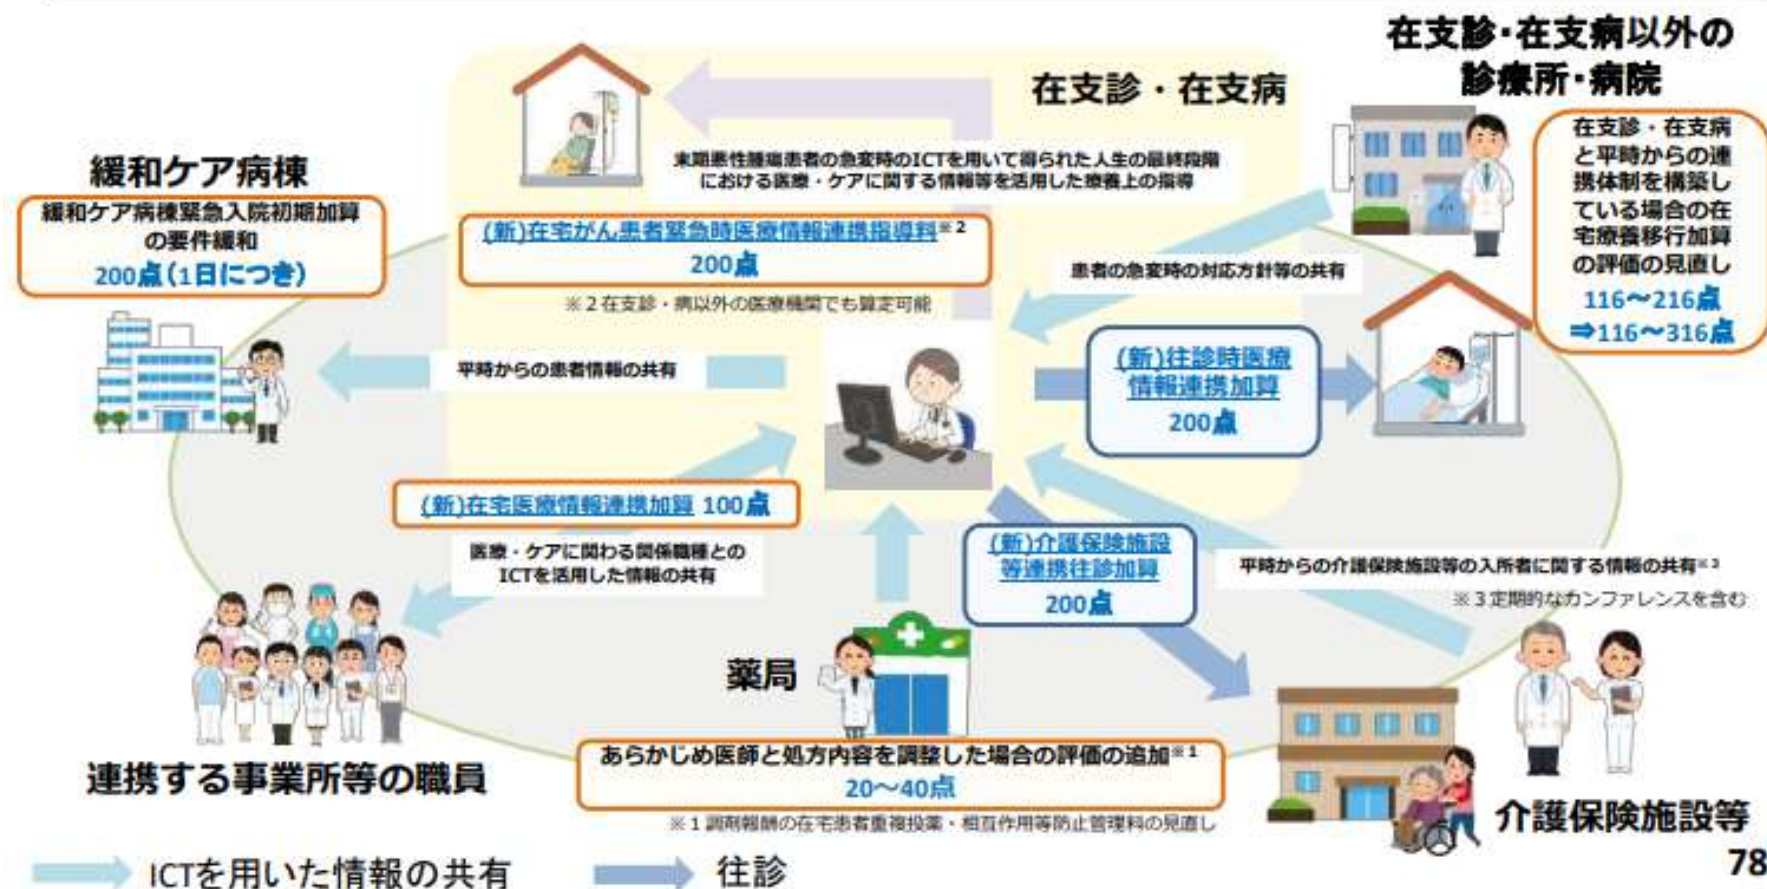 在支診・在支病以外の
診療所・病院
在支診・在支病
緩和ケア病棟
緩和ケア病棟緊急入院初期加算
の要件緩和
200点(1日につき)
末期悪性腫瘍患者の急変時のICTを用いて得られた人生の最終段階
における医療・ケアに関する情報等を活用した療養上の指導
(新)在宅がん患者緊急時医療情報連携指導料※2
200点
※2在支診・病以外の医療機関でも算定可能
在支診・在支病
と平時からの連
携体制を構築し
ている場合の在
宅療養移行加算
の評価の見直し
116～216点
⇒116～316点
患者の急変時の対応方針等の共有
平時からの患者情報の共有
(新)往診時医療
情報連携加算
200点
(新)在宅医療情報連携加算 100点
医療・ケアに関わる関係職種との
ICTを活用した情報の共有
(新)介護保険施設
等連携往診加算
200点
平時からの介護保険施設等の入所者に関する情報の共有※3
※3定期的なカンファレンスを含む
薬局
あらかじめ医師と処方内容を調整した場合の評価の追加※1
20～40点
※1調剤報酬の在宅患者重複投薬・相互作用等防止管理料の見直し
連携する事業所等の職員
介護保険施設等
ICTを用いた情報の共有
往診
78